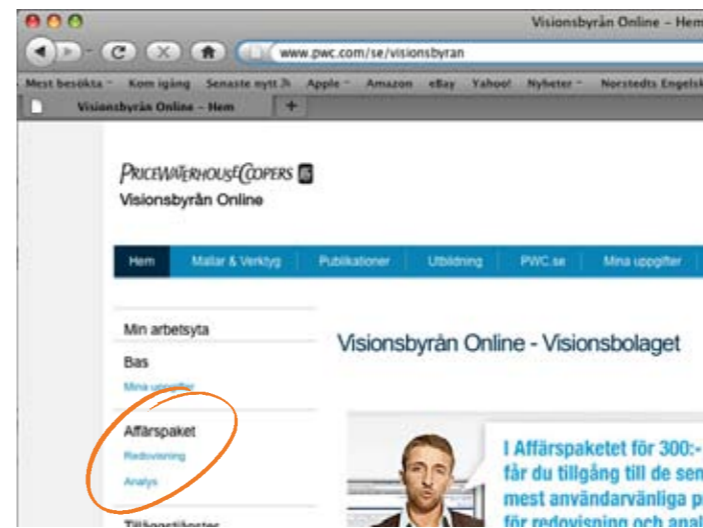 Visionsbyrån Online – Hem
www.pwc.com/se/visionsbyran
Mest besökta Kom igång Senaste nytt Apple Amazon eBay Yahoo! Nyheter Norstedts Engelsk
Visionsbyrån Online – Hem +
PRICEWATERHOUSECOOPERS
Visionsbyrån Online
Hem Mallar & Verktyg Publikationer Utbildning PWC.se Mina uppgifter
Min arbetsyta
Visionsbyrån Online - Visionsbolaget
Bas
Mina uppgifter
Affärspaket
Redovisning
Analys
Tilläggstjänster
I Affärspaketet för 300:-
får du tillgång till de sen
mest användarvänliga p
för redovisning och anal